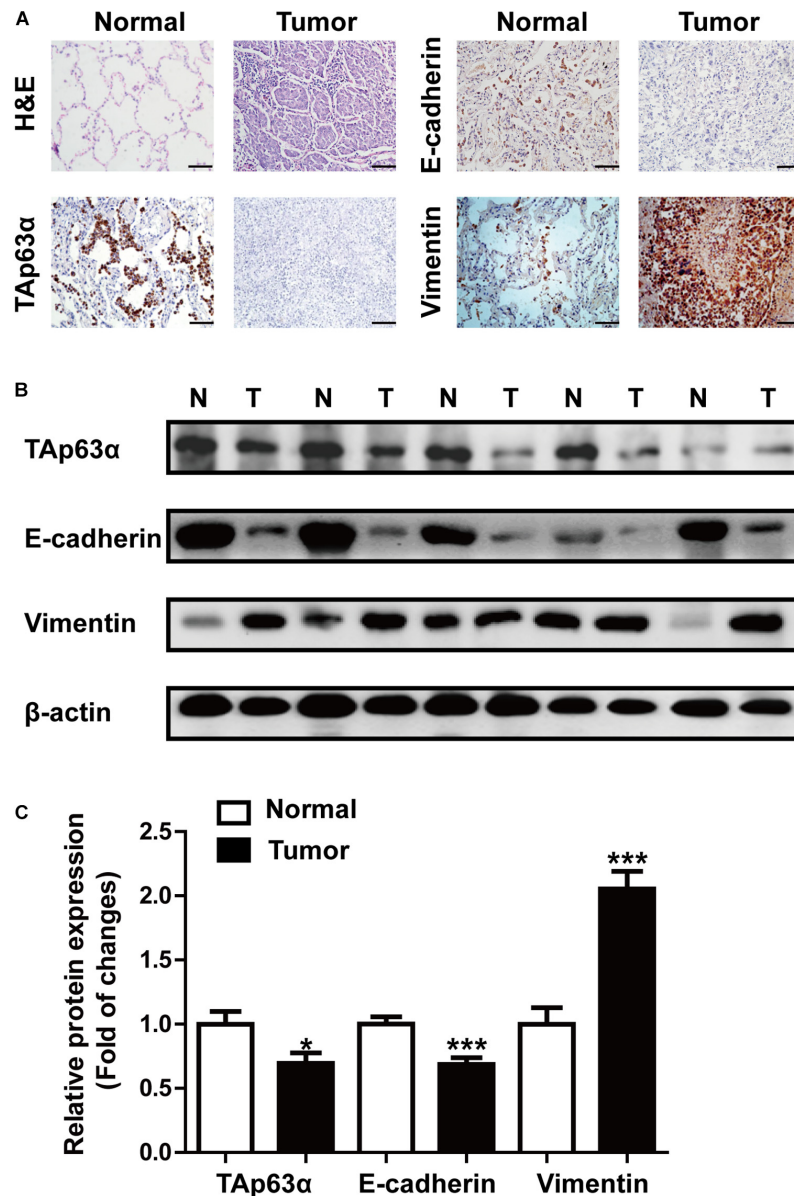 A
Normal Tumor Normal Tumor
H&E
E-cadherin
TAp63α
Vimentin
B
N T N T N T N T N T
TAp63α
E-cadherin
Vimentin
β-actin
C
Normal
Tumor
Relative protein expression
(Fold of changes)
2.5
2.0
1.5
1.0
0.5
0.0
* *** ***
TAp63α E-cadherin Vimentin